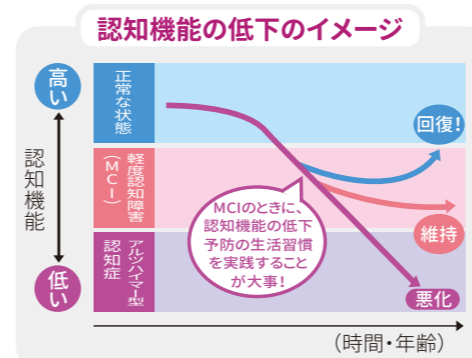 認知機能の低下のイメージ
高い
認知機能
低い
正常な状態
軽度認知障害
（MCI）
アルツハイマー型
認知症
MCIのときに、
認知機能の低下
予防の生活習慣
を実践すること
が大事！
回復！
維持
悪化
（時間・年齢）